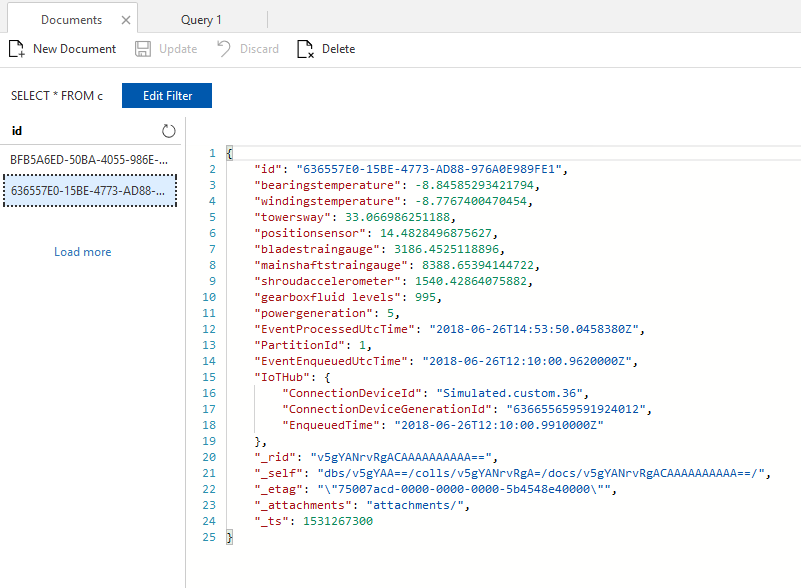 Documents
Query 1
New Document
Update
Discard
Delete
SELECT * FROM c
Edit Filter
id
BFB5A6ED-50BA-4055-986E-...
636557E0-15BE-4773-AD88-...
Load more
1 {
2 "id": "636557E0-15BE-4773-AD88-976A0E989FE1",
3 "bearingstemperature": -8.84585293421794,
4 "windingstemperature": -8.7767400470454,
5 "towersway": 33.066986251188,
6 "positionsensor": 14.4828496875627,
7 "bladestraingauge": 3186.4525118896,
8 "mainshaftstraingauge": 8388.65394144722,
9 "shroudaccelerometer": 1540.42864075882,
10 "gearboxfluid levels": 995,
11 "powergeneration": 5,
12 "EventProcessedUtcTime": "2018-06-26T14:53:50.0458380Z",
13 "PartitionId": 1,
14 "EventEnqueuedUtcTime": "2018-06-26T12:10:00.9620000Z",
15 "IoTHub": {
16 "ConnectionDeviceId": "Simulated.custom.36",
17 "ConnectionDeviceGenerationId": "636655659591924012",
18 "EnqueuedTime": "2018-06-26T12:10:00.9910000Z"
19 },
20 "_rid": "v5gYANrvRgACAAAAAAAAAA==",
21 "_self": "dbs/v5gYAA==/colls/v5gYANrvRgA=/docs/v5gYANrvRgACAAAAAAAAAA==/",
22 "_etag": "\"75007acd-0000-0000-0000-5b4548e40000\"",
23 "_attachments": "attachments/",
24 "_ts": 1531267300
25 }